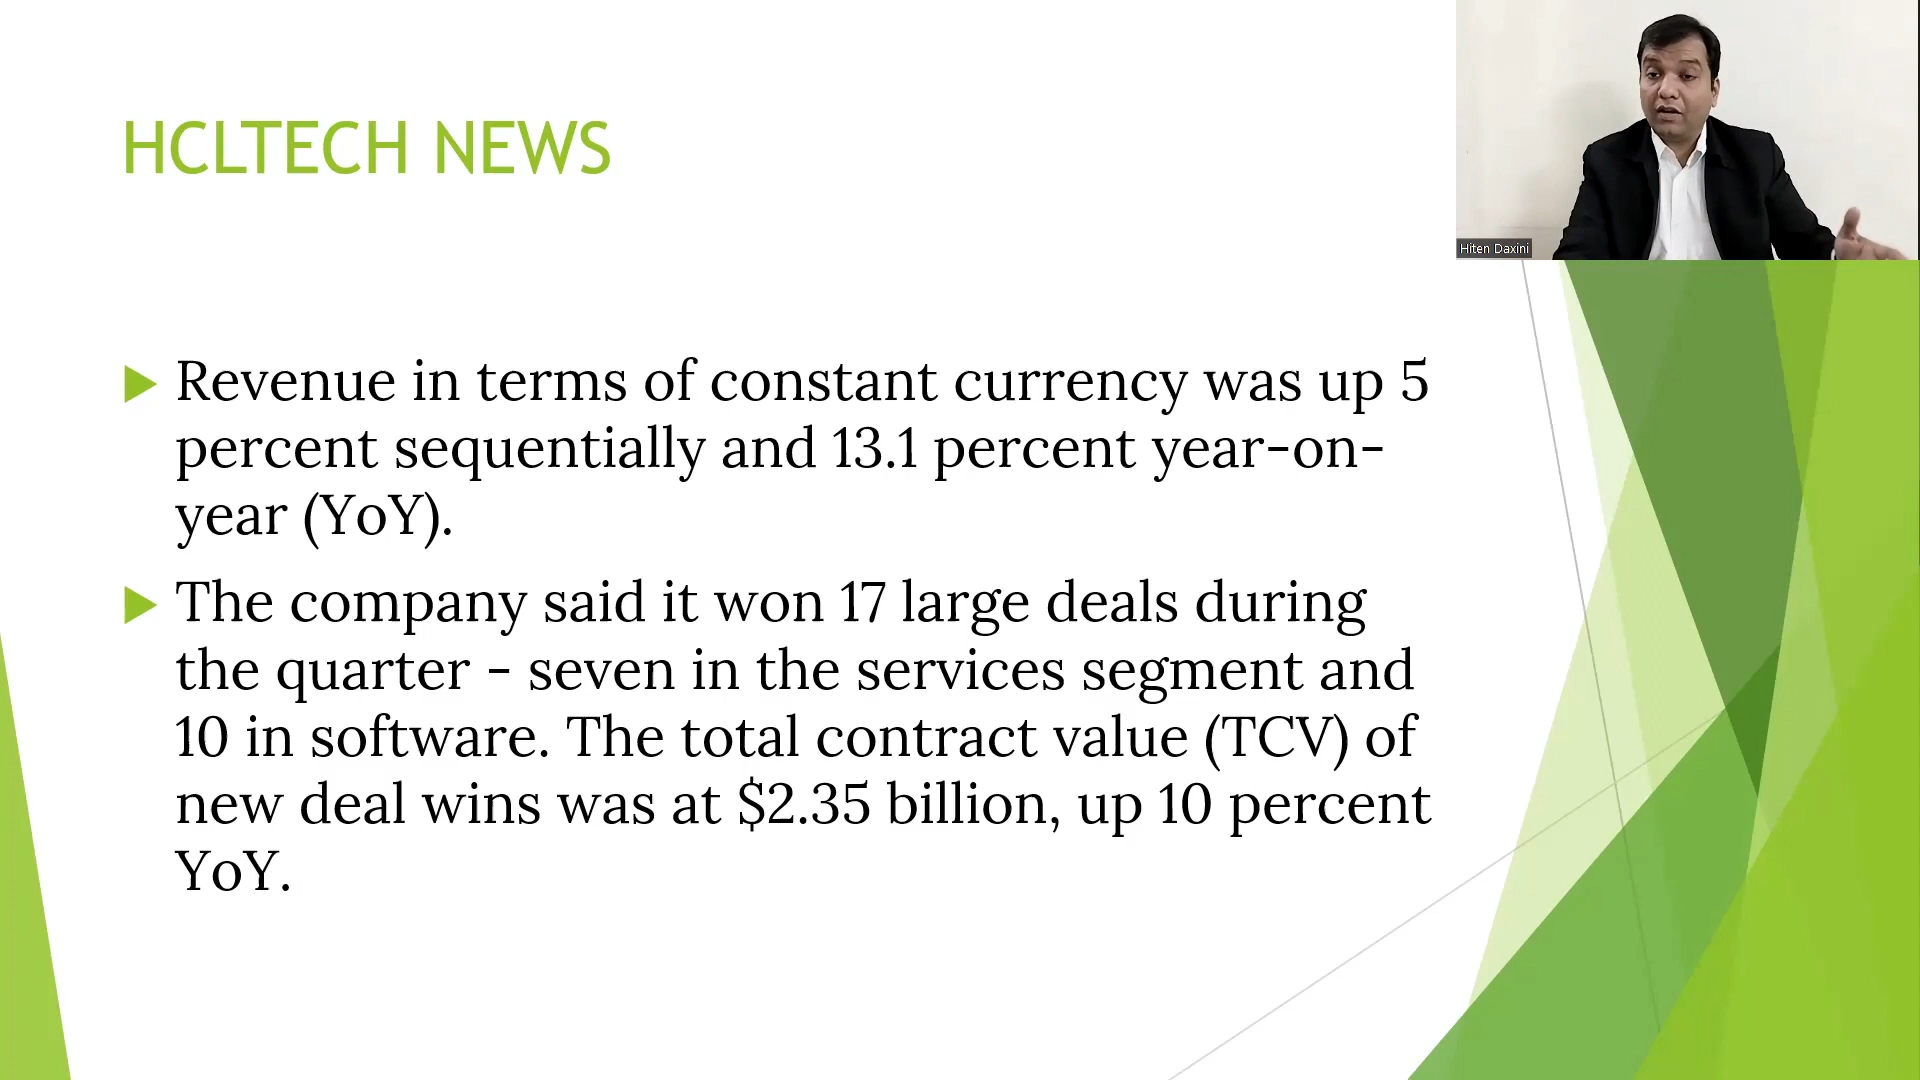 HCLTECH NEWS
Hiten Daxini
Revenue in terms of constant currency was up 5
percent sequentially and 13.1 percent year-on-
year (YoY).
The company said it won 17 large deals during
the quarter - seven in the services segment and
10 in software. The total contract value (TCV) of
new deal wins was at $2.35 billion, up 10 percent
YoY.